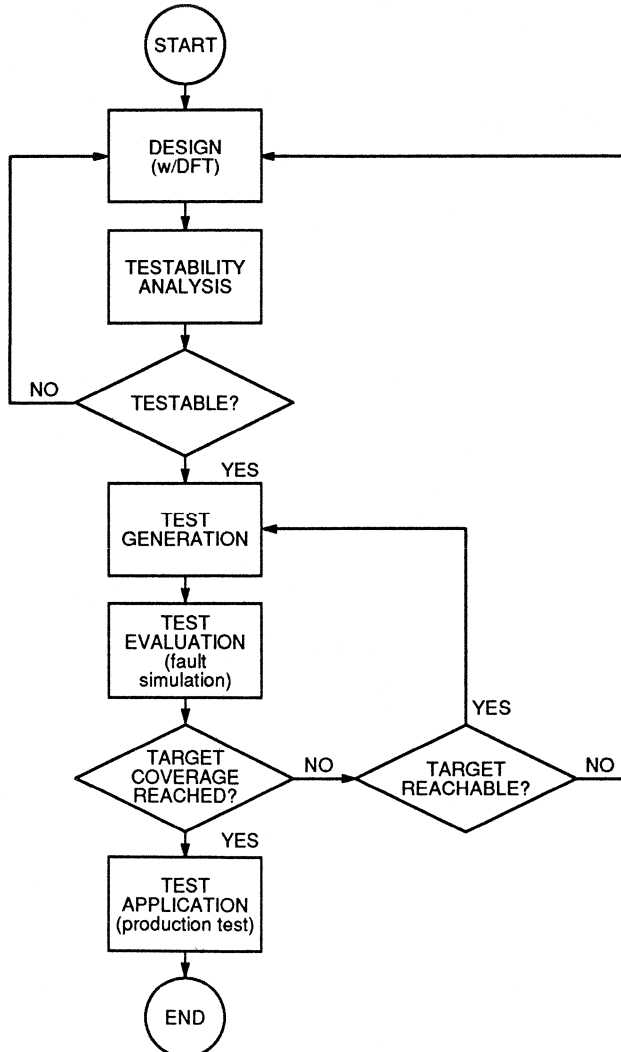 START
DESIGN
(w/DFT)
TESTABILITY
ANALYSIS
NO
TESTABLE?
YES
TEST
GENERATION
TEST
EVALUATION
(fault
simulation)
YES
TARGET
COVERAGE
REACHED?
NO
TARGET
REACHABLE?
NO
YES
TEST
APPLICATION
(production test)
END